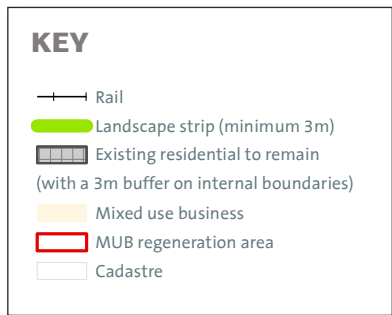 KEY
Rail
Landscape strip (minimum 3m)
Existing residential to remain
(with a 3m buffer on internal boundaries)
Mixed use business
MUB regeneration area
Cadastre